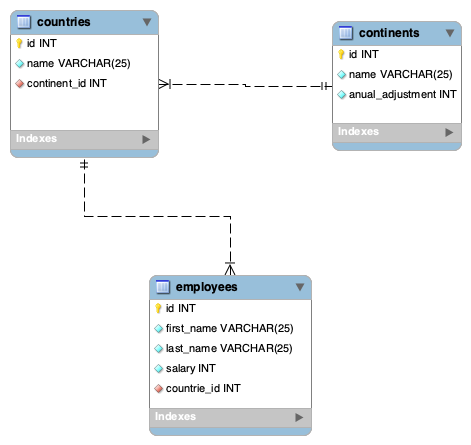 countries
id INT
name VARCHAR(25)
continent_id INT
Indexes
continents
id INT
name VARCHAR(25)
anual_adjustment INT
Indexes
employees
id INT
first_name VARCHAR(25)
last_name VARCHAR(25)
salary INT
countrie_id INT
Indexes